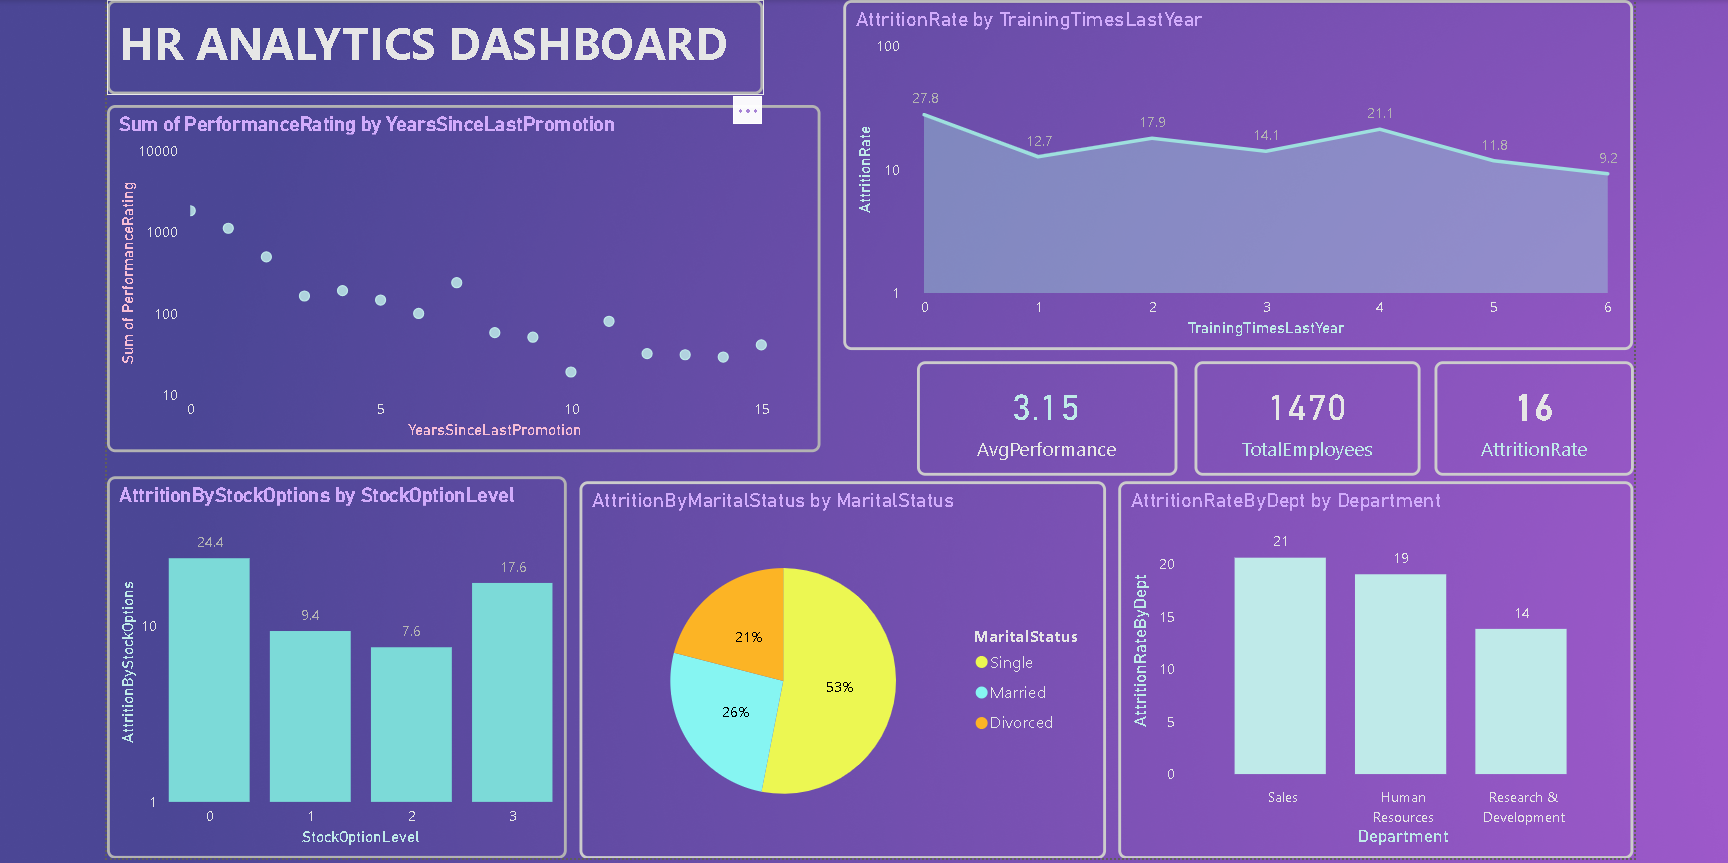 HR ANALYTICS DASHBOARD
Sum of PerformanceRating by YearsSinceLastPromotion
Sum of PerformanceRating
10000
1000
100
10
0
5
10
15
YearsSinceLastPromotion
AttritionRate by TrainingTimesLastYear
AttritionRate
100
10
1
27.8
12.7
17.9
14.1
21.1
11.8
9.2
0
1
2
3
4
5
6
TrainingTimesLastYear
3.15
AvgPerformance
1470
TotalEmployees
16
AttritionRate
AttritionByStockOptions by StockOptionLevel
AttritionByStockOptions
10
1
24.4
9.4
7.6
17.6
0
1
2
3
StockOptionLevel
AttritionByMaritalStatus by MaritalStatus
21%
53%
26%
MaritalStatus
Single
Married
Divorced
AttritionRateByDept by Department
AttritionRateByDept
20
15
10
5
0
21
19
14
Sales
Human
Resources
Research &
Development
Department